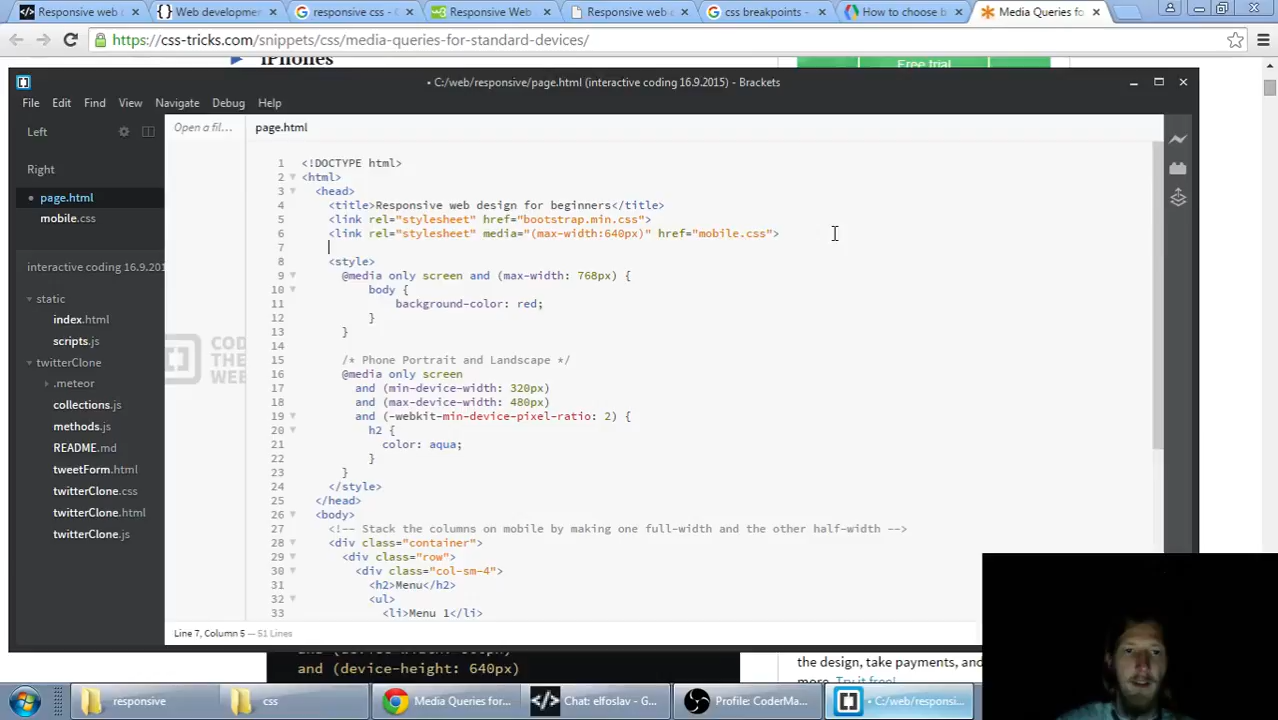 Responsive web d
Web developmen
responsive css - G
Responsive Web
Responsive web d
css breakpoints -
How to choose b
Media Queries fo
https://css-tricks.com/snippets/css/media-queries-for-standard-devices/
iPhones
Free trial
C:/web/responsive/page.html (interactive coding 16.9.2015) - Brackets
File Edit Find View Navigate Debug Help
Left
Open a fil...
page.html
Right
page.html
mobile.css
interactive coding 16.9.201
static
index.html
scripts.js
twitterClone
.meteor
collections.js
methods.js
README.md
tweetForm.html
twitterClone.css
twitterClone.html
twitterClone.js
CODE
THE
WEB
1 <!DOCTYPE html>
2 <html>
3 <head>
4 <title>Responsive web design for beginners</title>
5 <link rel="stylesheet" href="bootstrap.min.css">
6 <link rel="stylesheet" media="(max-width:640px)" href="mobile.css">
7
8 <style>
9 @media only screen and (max-width: 768px) {
10 body {
11 background-color: red;
12 }
13 }
14
15 /* Phone Portrait and Landscape */
16 @media only screen
17 and (min-device-width: 320px)
18 and (max-device-width: 480px)
19 and (-webkit-min-device-pixel-ratio: 2) {
20 h2 {
21 color: aqua;
22 }
23 }
24 </style>
25 </head>
26 <body>
27 <!-- Stack the columns on mobile by making one full-width and the other half-width -->
28 <div class="container">
29 <div class="row">
30 <div class="col-sm-4">
31 <h2>Menu</h2>
32 <ul>
33 <li>Menu 1</li>
Line 7, Column 5 — 51 Lines
and (device-height: 640px)
the design, take payments, and
more. Try it free!
responsive
css
Media Queries for...
Chat: elfoslav - G...
Profile: CoderMa...
• C:/web/responsi...